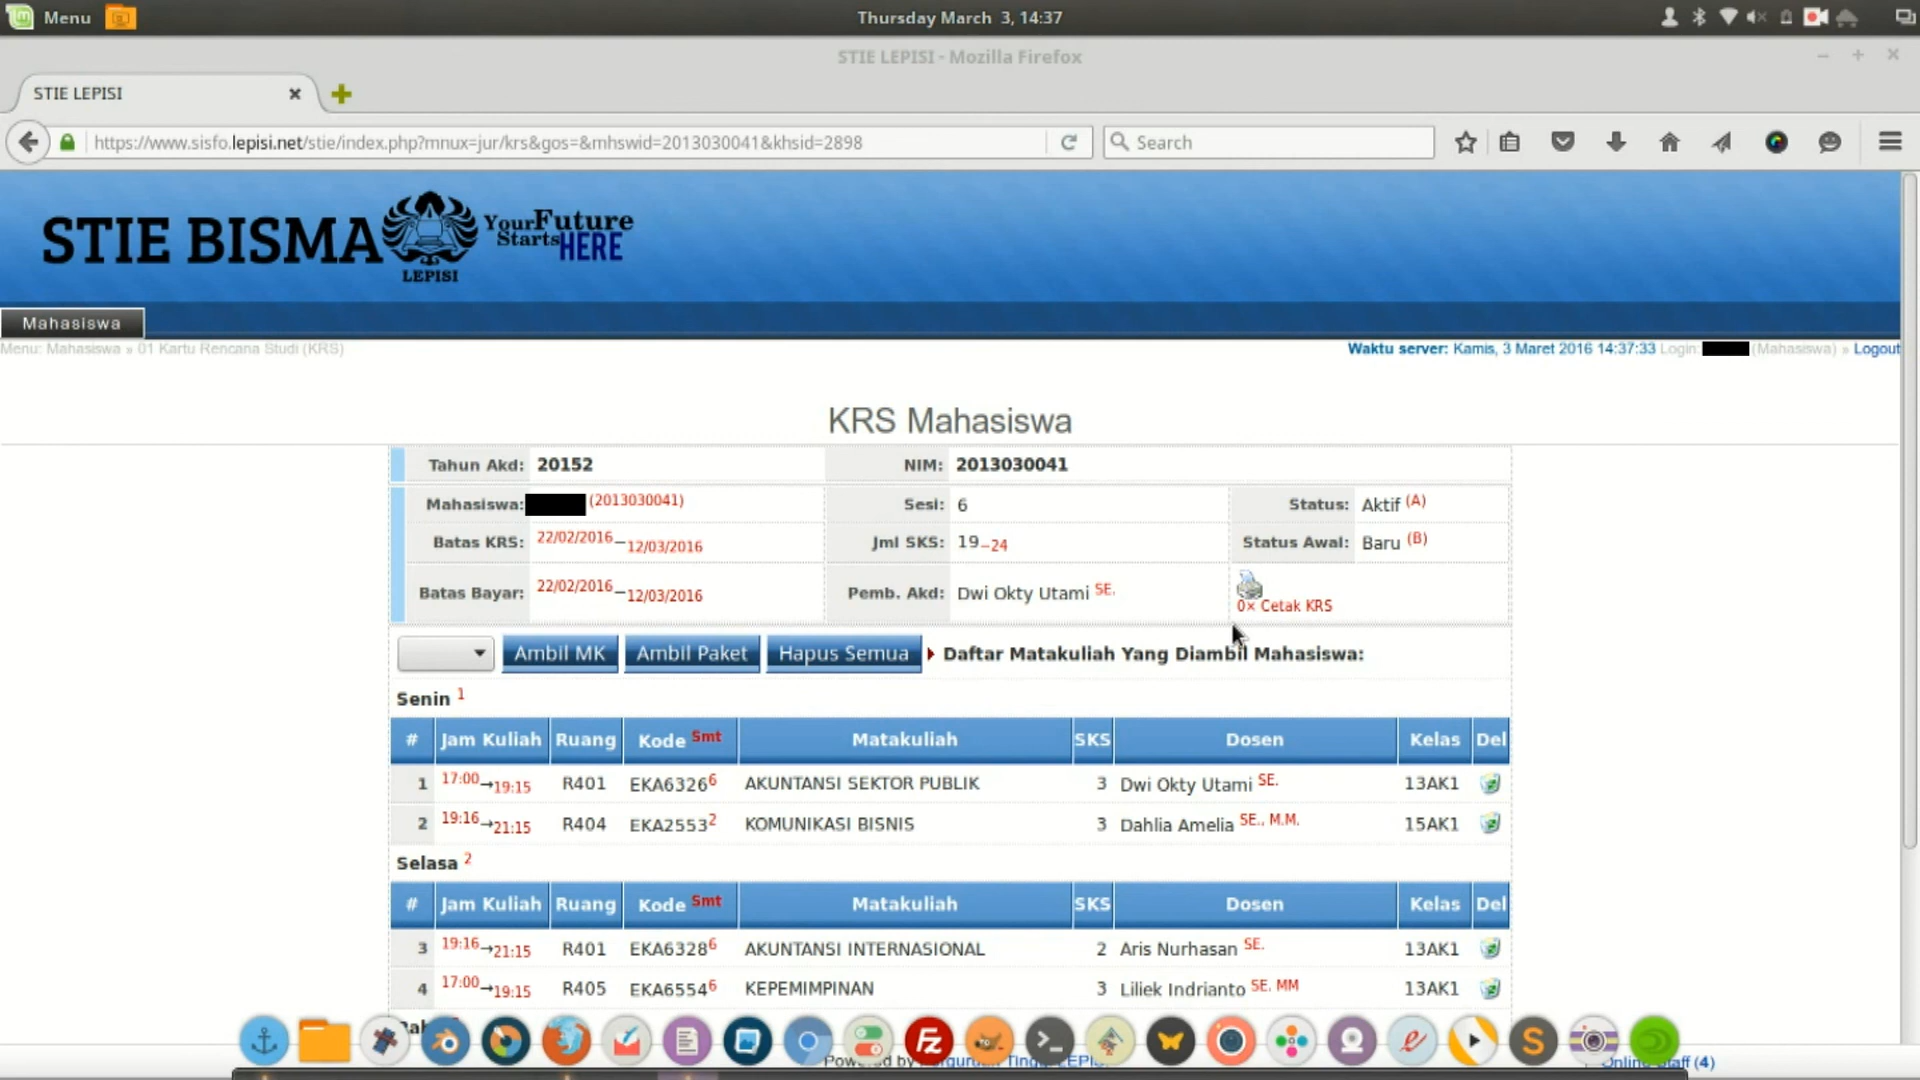 Menu
Thursday March 3, 14:37
STIE LEPISI - Mozilla Firefox
STIE LEPISI
https://www.sisfo.lepisi.net/stie/index.php?mnux=jur/krs&gos=&mhswid=2013030041&khsid=2898
Search
STIE BISMA
LEPISI
YourFuture
StartsHERE
Mahasiswa
Menu: Mahasiswa » 01 Kartu Rencana Studi (KRS)
Waktu server: Kamis, 3 Maret 2016 14:37:33 Login: (Mahasiswa) » Logout
KRS Mahasiswa
Tahun Akd: 20152 NIM: 2013030041
Mahasiswa: (2013030041) Sesi: 6 Status: Aktif (A)
Batas KRS: 22/02/2016–12/03/2016 Jml SKS: 19–24 Status Awal: Baru (B)
Batas Bayar: 22/02/2016–12/03/2016 Pemb. Akd: Dwi Okty Utami SE. 0× Cetak KRS
Ambil MK Ambil Paket Hapus Semua Daftar Matakuliah Yang Diambil Mahasiswa:
Senin 1
# Jam Kuliah Ruang Kode Smt Matakuliah SKS Dosen Kelas Del
1 17:00→19:15 R401 EKA6326 6 AKUNTANSI SEKTOR PUBLIK 3 Dwi Okty Utami SE. 13AK1
2 19:16→21:15 R404 EKA2553 2 KOMUNIKASI BISNIS 3 Dahlia Amelia SE., M.M. 15AK1
Selasa 2
# Jam Kuliah Ruang Kode Smt Matakuliah SKS Dosen Kelas Del
3 19:16→21:15 R401 EKA6328 6 AKUNTANSI INTERNASIONAL 2 Aris Nurhasan SE. 13AK1
4 17:00→19:15 R405 EKA6554 6 KEPEMIMPINAN 3 Liliek Indrianto SE. MM 13AK1
Powered by
(4)